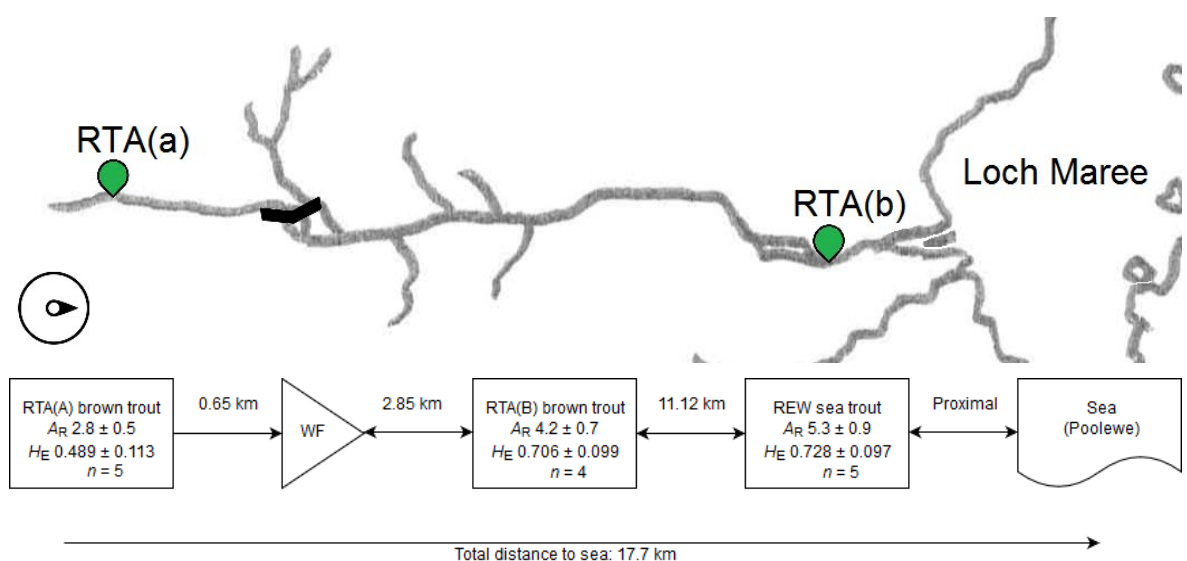 RTA(a)
RTA(b)
Loch Maree
RTA(A) brown trout
AR 2.8 ± 0.5
HE 0.489 ± 0.113
n = 5
0.65 km
WF
2.85 km
RTA(B) brown trout
AR 4.2 ± 0.7
HE 0.706 ± 0.099
n = 4
11.12 km
REW sea trout
AR 5.3 ± 0.9
HE 0.728 ± 0.097
n = 5
Proximal
Sea
(Poolewe)
Total distance to sea: 17.7 km